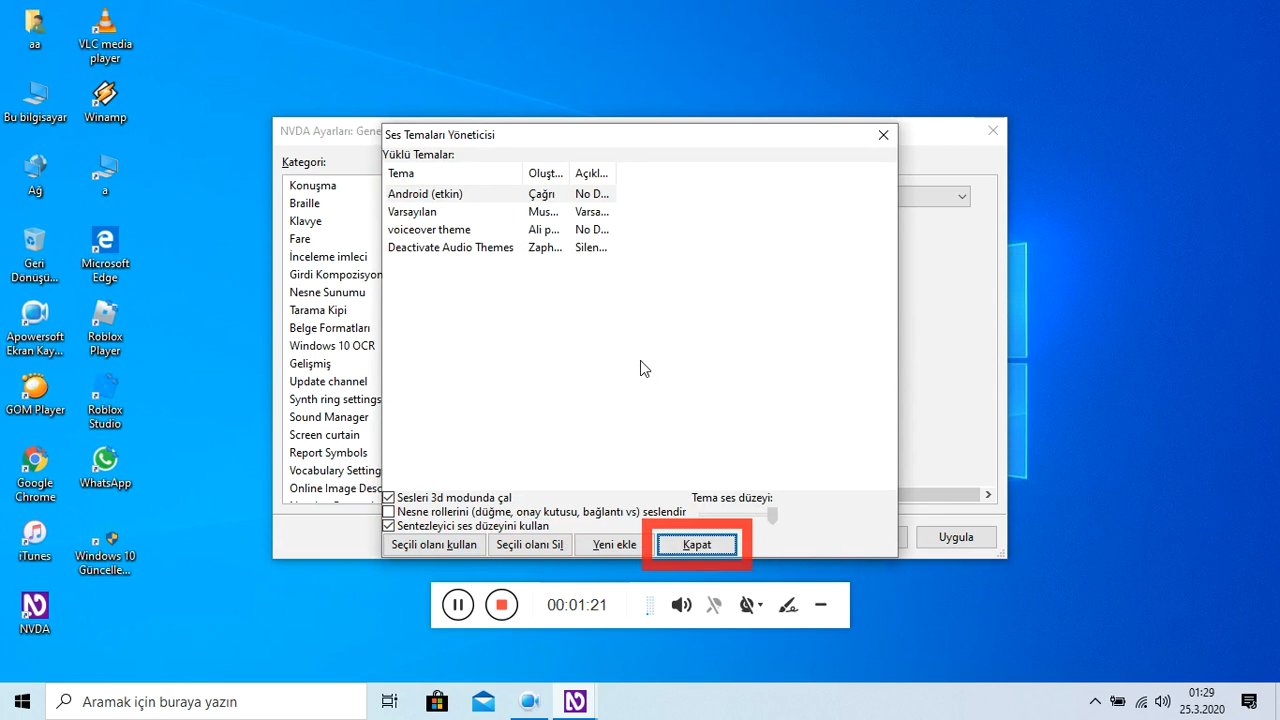 aa
VLC media
player
Bu bilgisayar
Winamp
Ağ
a
Geri
Dönüşü...
Microsoft
Edge
Apowersoft
Ekran Kay...
Roblox
Player
GOM Player
Roblox
Studio
Google
Chrome
WhatsApp
iTunes
Windows 10
Güncelle...
NVDA
NVDA Ayarları: Gene
Kategori:
Konuşma
Braille
Klavye
Fare
İnceleme imleci
Girdi Kompozisyon
Nesne Sunumu
Tarama Kipi
Belge Formatları
Windows 10 OCR
Gelişmiş
Update channel
Synth ring settings
Sound Manager
Screen curtain
Report Symbols
Vocabulary Setting
Online Image Desc
Uygula
Ses Temaları Yöneticisi
Yüklü Temalar:
Tema Oluşt... Açıkl...
Android (etkin) Çağrı No D...
Varsayılan Mus... Varsa...
voiceover theme Ali p... No D...
Deactivate Audio Themes Zaph... Silen...
Sesleri 3d modunda çal
Tema ses düzeyi:
Nesne rollerini (düğme, onay kutusu, bağlantı vs) seslendir
Sentezleyici ses düzeyini kullan
Seçili olanı kullan Seçili olanı Sil Yeni ekle Kapat
00:01:21
Aramak için buraya yazın
01:29
25.3.2020